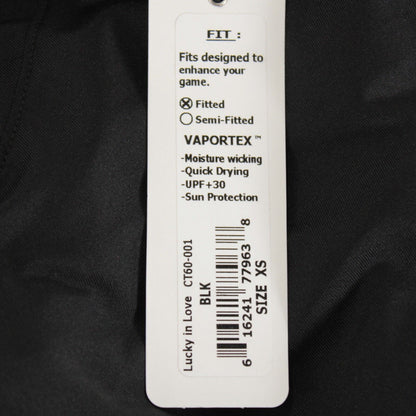 FIT :
Fits designed to
enhance your
game.
Fitted
Semi-Fitted
VAPORTEX™
-Moisture wicking
-Quick Drying
-UPF+30
-Sun Protection
Lucky in Love CT60-001
BLK
6 16241 77963 8
SIZE XS